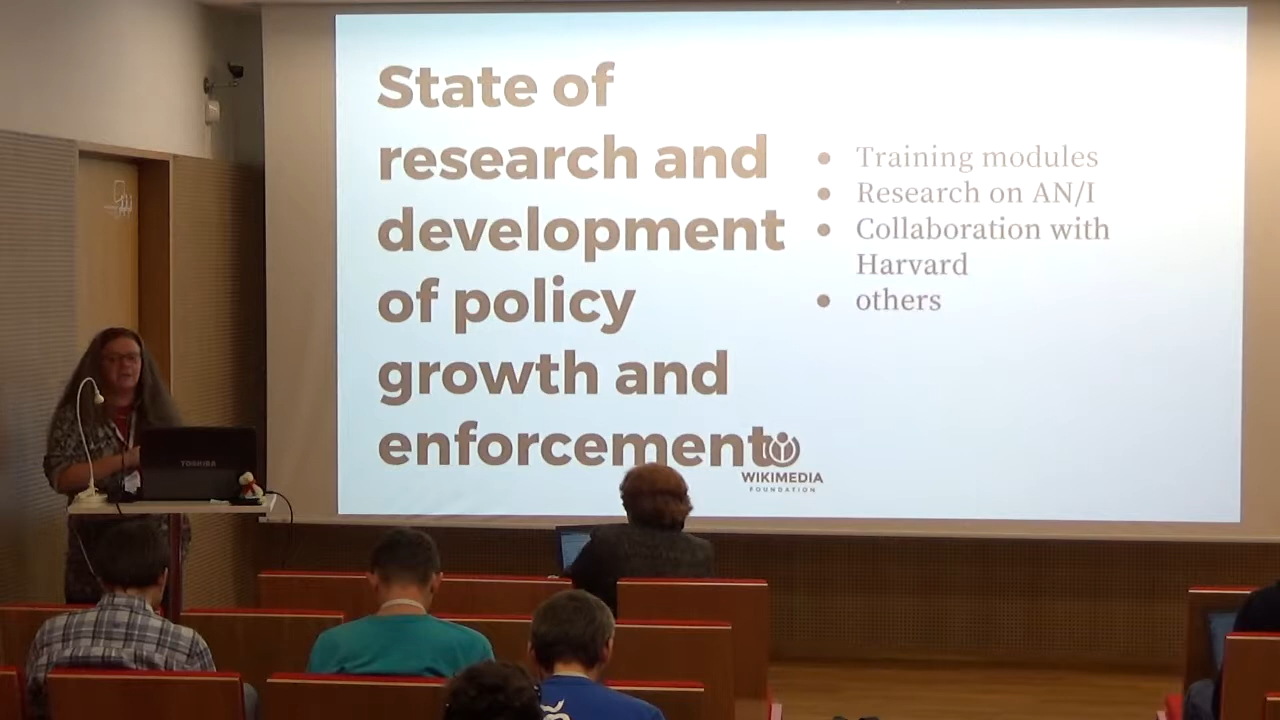 State of
research and
development
of policy
growth and
enforcement
• Training modules
• Research on AN/I
• Collaboration with
Harvard
• others
WIKIMEDIA
FOUNDATION
TOSHIBA